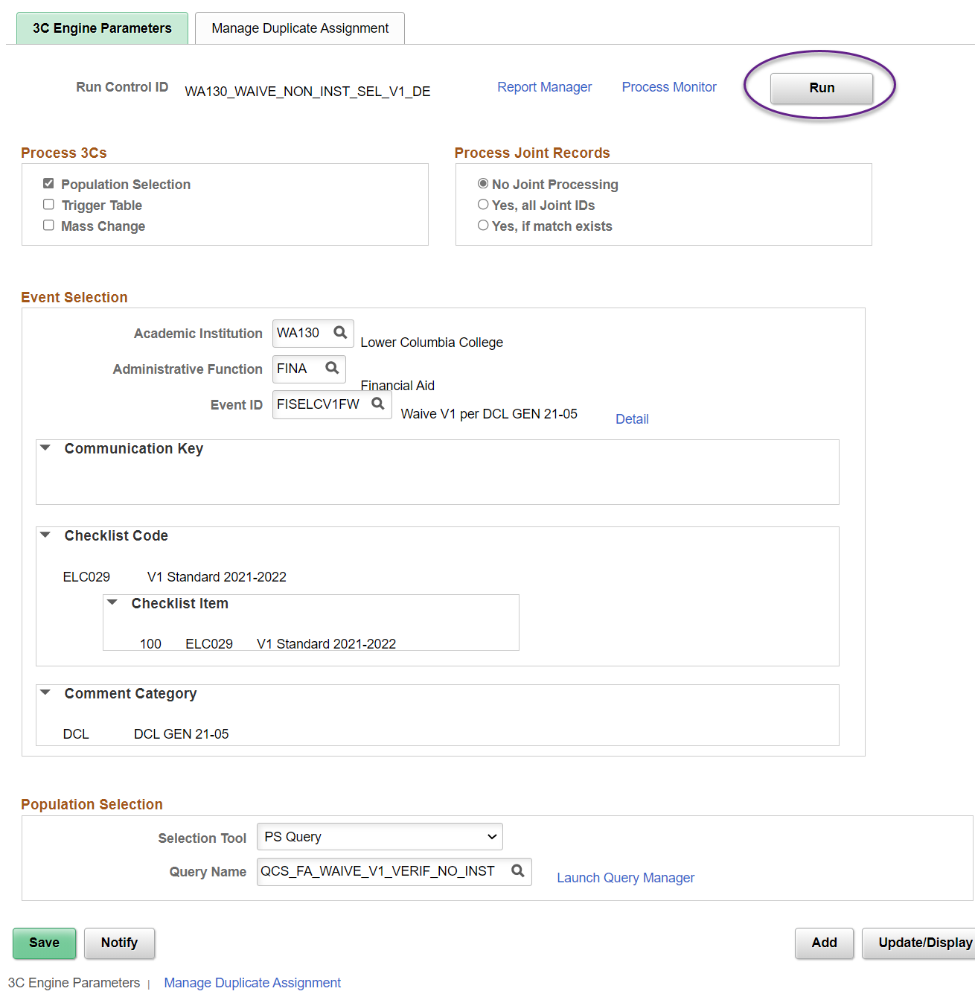 3C Engine Parameters Manage Duplicate Assignment
Run Control ID WA130_WAIVE_NON_INST_SEL_V1_DE Report Manager Process Monitor Run
Process 3Cs Process Joint Records
Population Selection No Joint Processing
Trigger Table Yes, all Joint IDs
Mass Change Yes, if match exists
Event Selection
Academic Institution WA130 Lower Columbia College
Administrative Function FINA Financial Aid
Event ID FISELCV1FW Waive V1 per DCL GEN 21-05 Detail
Communication Key
Checklist Code
ELC029 V1 Standard 2021-2022
Checklist Item
100 ELC029 V1 Standard 2021-2022
Comment Category
DCL DCL GEN 21-05
Population Selection
Selection Tool PS Query
Query Name QCS_FA_WAIVE_V1_VERIF_NO_INST Launch Query Manager
Save Notify Add Update/Display
3C Engine Parameters | Manage Duplicate Assignment